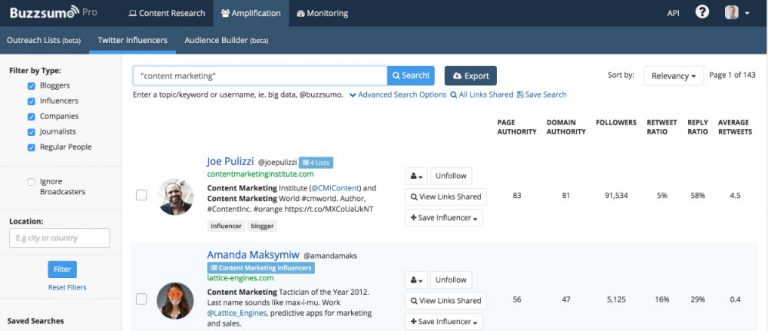 Buzzsumo Pro
Content Research
Amplification
Monitoring
API
?
Outreach Lists (beta)
Twitter Influencers
Audience Builder (beta)
Filter by Type:
Bloggers
Influencers
Companies
Journalists
Regular People
Ignore
Broadcasters
Location:
E.g city or country
Filter
Reset Filters
Saved Searches
"content marketing"
Search!
Export
Sort by:
Relevancy
Page 1 of 143
Enter a topic/keyword or username, ie. big data, @buzzsumo.
Advanced Search Options
All Links Shared
Save Search
PAGE AUTHORITY
DOMAIN AUTHORITY
FOLLOWERS
RETWEET RATIO
REPLY RATIO
AVERAGE RETWEETS
Joe Pulizzi @joepulizzi 4 Lists
contentmarketinginstitute.com
Content Marketing Institute (@CMIContent) and
Content Marketing World #cmworld. Author,
#ContentInc. #orange https://t.co/MXCoUaUkNT
Influencer blogger
Unfollow
View Links Shared
Save Influencer
83 81 91,534 5% 58% 4.5
Amanda Maksymiw @amandamaks
Content Marketing Influencers
lattice-engines.com
Content Marketing Tactician of the Year 2012.
Last name sounds like max-i-mu. Work
@Lattice_Engines, predictive apps for marketing
and sales.
Unfollow
View Links Shared
Save Influencer
56 47 5,125 16% 29% 0.4